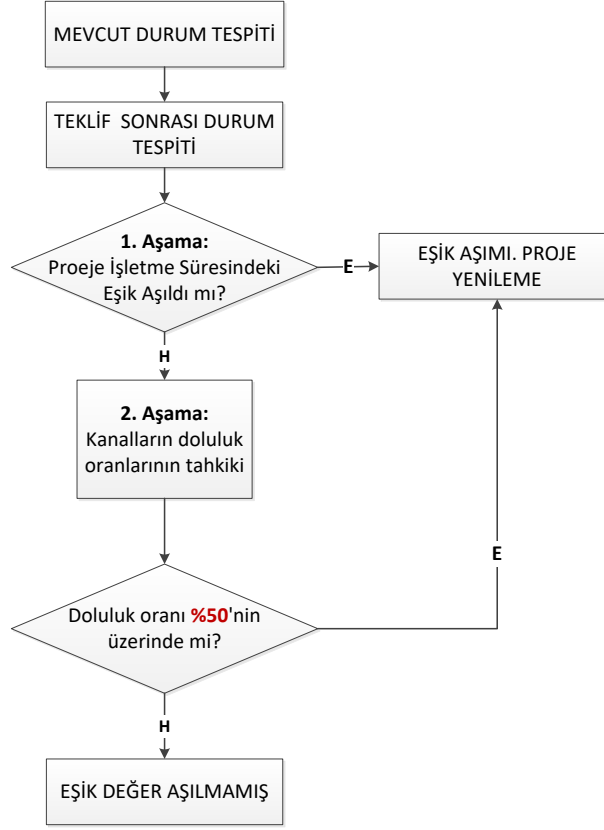 MEVCUT DURUM TESPİTİ
TEKLİF SONRASI DURUM
TESPİTİ
1. Aşama:
Proeje İşletme Süresindeki
Eşik Aşıldı mı?
E
EŞİK AŞIMI. PROJE
YENİLEME
H
2. Aşama:
Kanalların doluluk
oranlarının tahkiki
E
Doluluk oranı %50'nin
üzerinde mi?
H
EŞİK DEĞER AŞILMAMIŞ